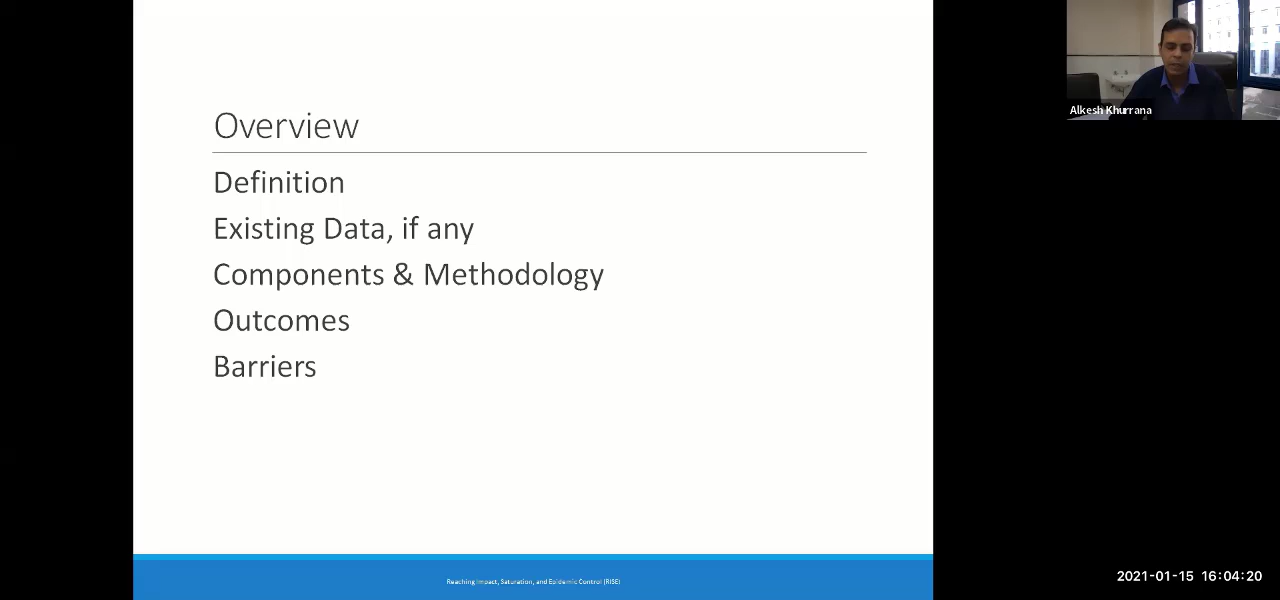 Overview
Definition
Existing Data, if any
Components & Methodology
Outcomes
Barriers
Reaching Impact, Saturation, and Epidemic Control (RISE)
Alkesh Khurrana
2021-01-15 16:04:20